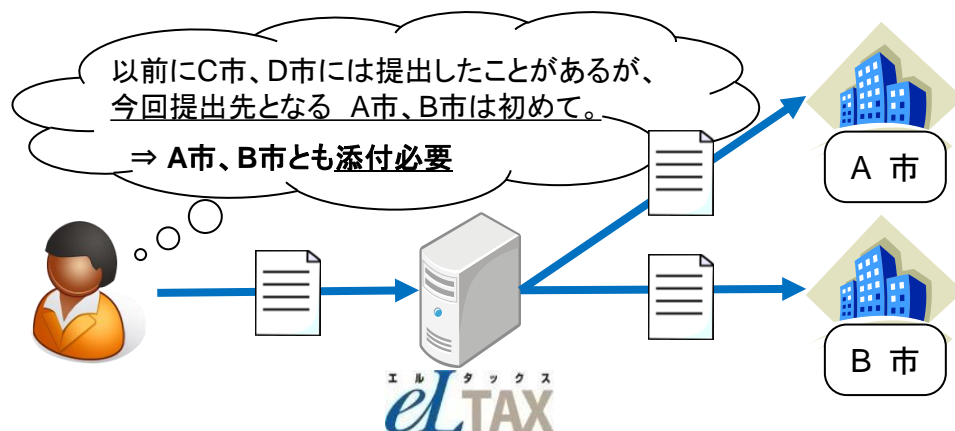 以前にC市、D市には提出したことがあるが、
今回提出先となる　A市、B市は初めて。
⇒ A市、B市とも添付必要
A 市
B 市
エルタックス
eLTAX